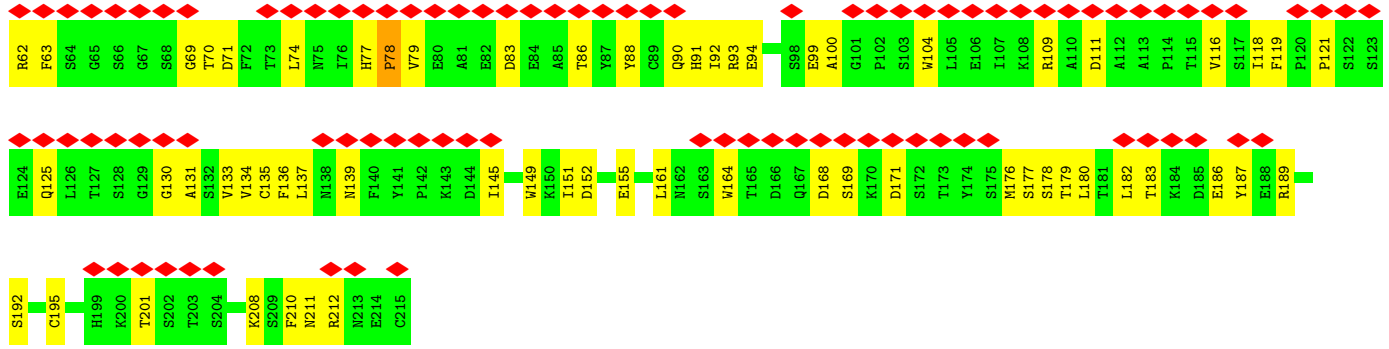 R62 F63 S64 G65 S66 G67 S68 G69 T70 D71 F72 T73 L74 N75 I76 H77 P78 V79 E80 A81 E82 D83 E84 A85 T86 Y87 Y88 C89 Q90 H91 I92 R93 E94 S98 E99 A100 G101 P102 S103 W104 L105 E106 I107 K108 R109 A110 D111 A112 A113 P114 T115 V116 S117 I118 F119 P120 P121 S122 S123
E124 Q125 L126 T127 S128 G129 G130 A131 S132 V133 V134 C135 F136 L137 N138 N139 F140 Y141 P142 K143 D144 I145 W149 K150 I151 D152 E155 L161 N162 S163 W164 T165 D166 Q167 D168 S169 K170 D171 S172 T173 Y174 S175 M176 S177 S178 T179 L180 T181 L182 T183 K184 D185 E186 Y187 E188 R189
S192 C195 H199 K200 T201 S202 T203 S204 K208 S209 F210 N211 R212 N213 E214 C215